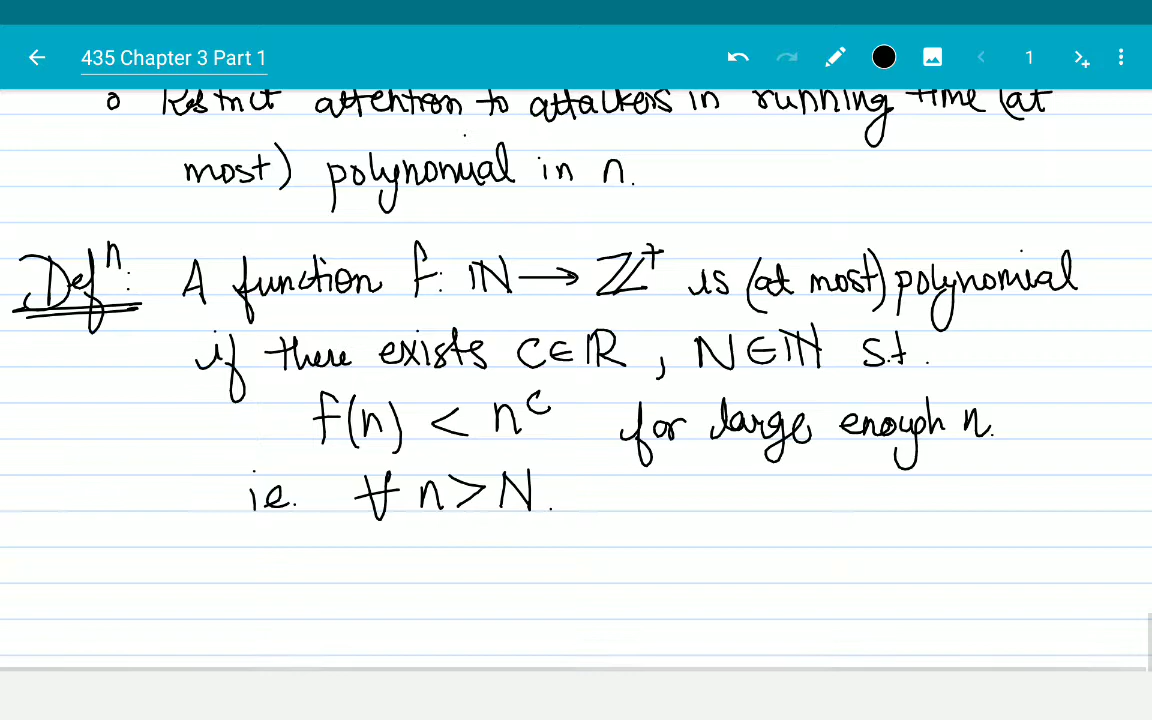 435 Chapter 3 Part 1
1
o Restrict attention to attackers in running time (at
most) polynomial in n.
Defⁿ: A function f: ℕ → ℤ⁺ is (at most) polynomial
if there exists c∈ℝ, N∈ℕ s.t.
f(n) < nᶜ for large enough n.
ie. ∀ n > N.